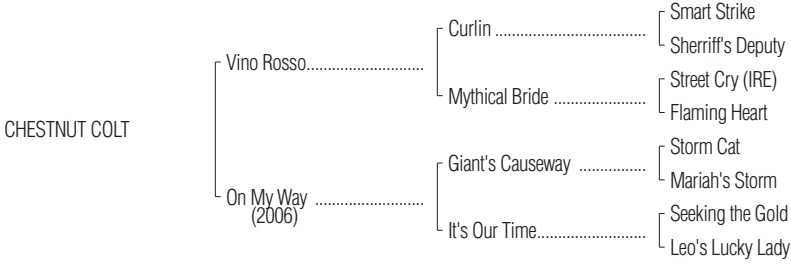 Smart Strike
Curlin ....................................
Sherriff's Deputy
Vino Rosso............................
Street Cry (IRE)
Mythical Bride ......................
Flaming Heart
CHESTNUT COLT
Storm Cat
Giant's Causeway ................
Mariah's Storm
On My Way ..........................
(2006)
Seeking the Gold
It's Our Time..........................
Leo's Lucky Lady